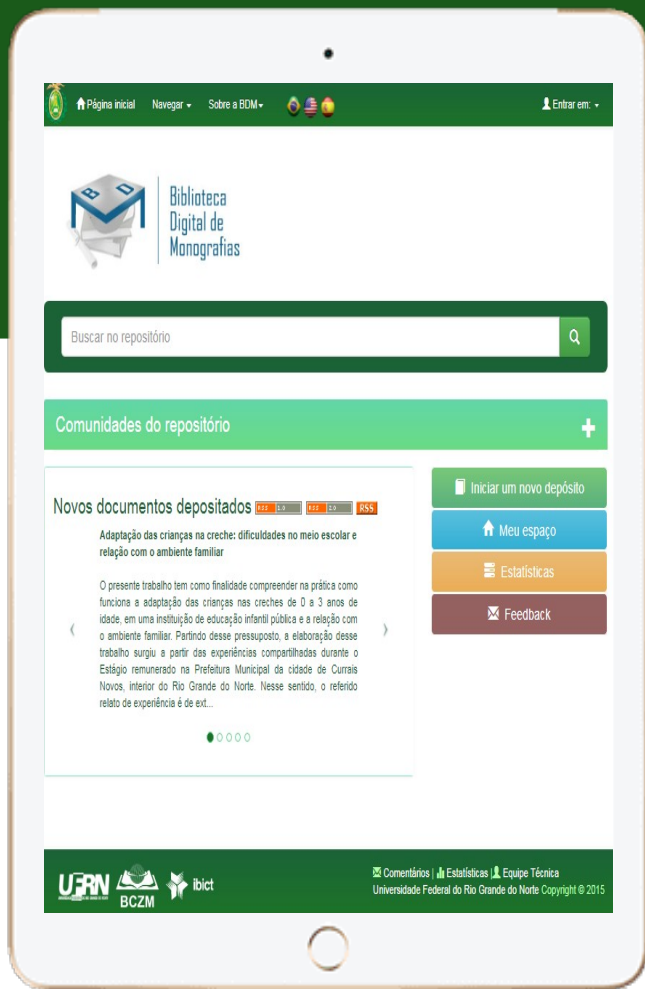 Página inicial Navegar Sobre a BDM Entrar em:
B D M
Biblioteca
Digital de
Monografias
Buscar no repositório
Comunidades do repositório
Novos documentos depositados RSS 1.0 RSS 2.0 RSS
Adaptação das crianças na creche: dificuldades no meio escolar e
relação com o ambiente familiar
O presente trabalho tem como finalidade compreender na prática como
funciona a adaptação das crianças nas creches de 0 a 3 anos de
idade, em uma instituição de educação infantil pública e a relação com
o ambiente familiar. Partindo desse pressuposto, a elaboração desse
trabalho surgiu a partir das experiências compartilhadas durante o
Estágio remunerado na Prefeitura Municipal da cidade de Currais
Novos, interior do Rio Grande do Norte. Nesse sentido, o referido
relato de experiência é de ext...
Iniciar um novo depósito
Meu espaço
Estatísticas
Feedback
UFRN BCZM ibict
Comentários | Estatísticas | Equipe Técnica
Universidade Federal do Rio Grande do Norte Copyright © 2015